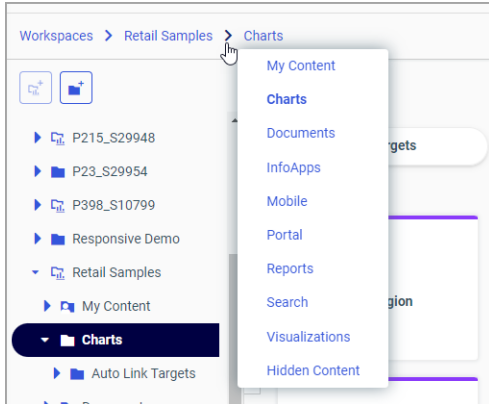 Workspaces > Retail Samples > Charts
My Content
Charts
Documents
InfoApps
Mobile
Portal
Reports
Search
Visualizations
Hidden Content
P215_S29948
P23_S29954
P398_S10799
Responsive Demo
Retail Samples
My Content
Charts
Auto Link Targets
rgets
gion